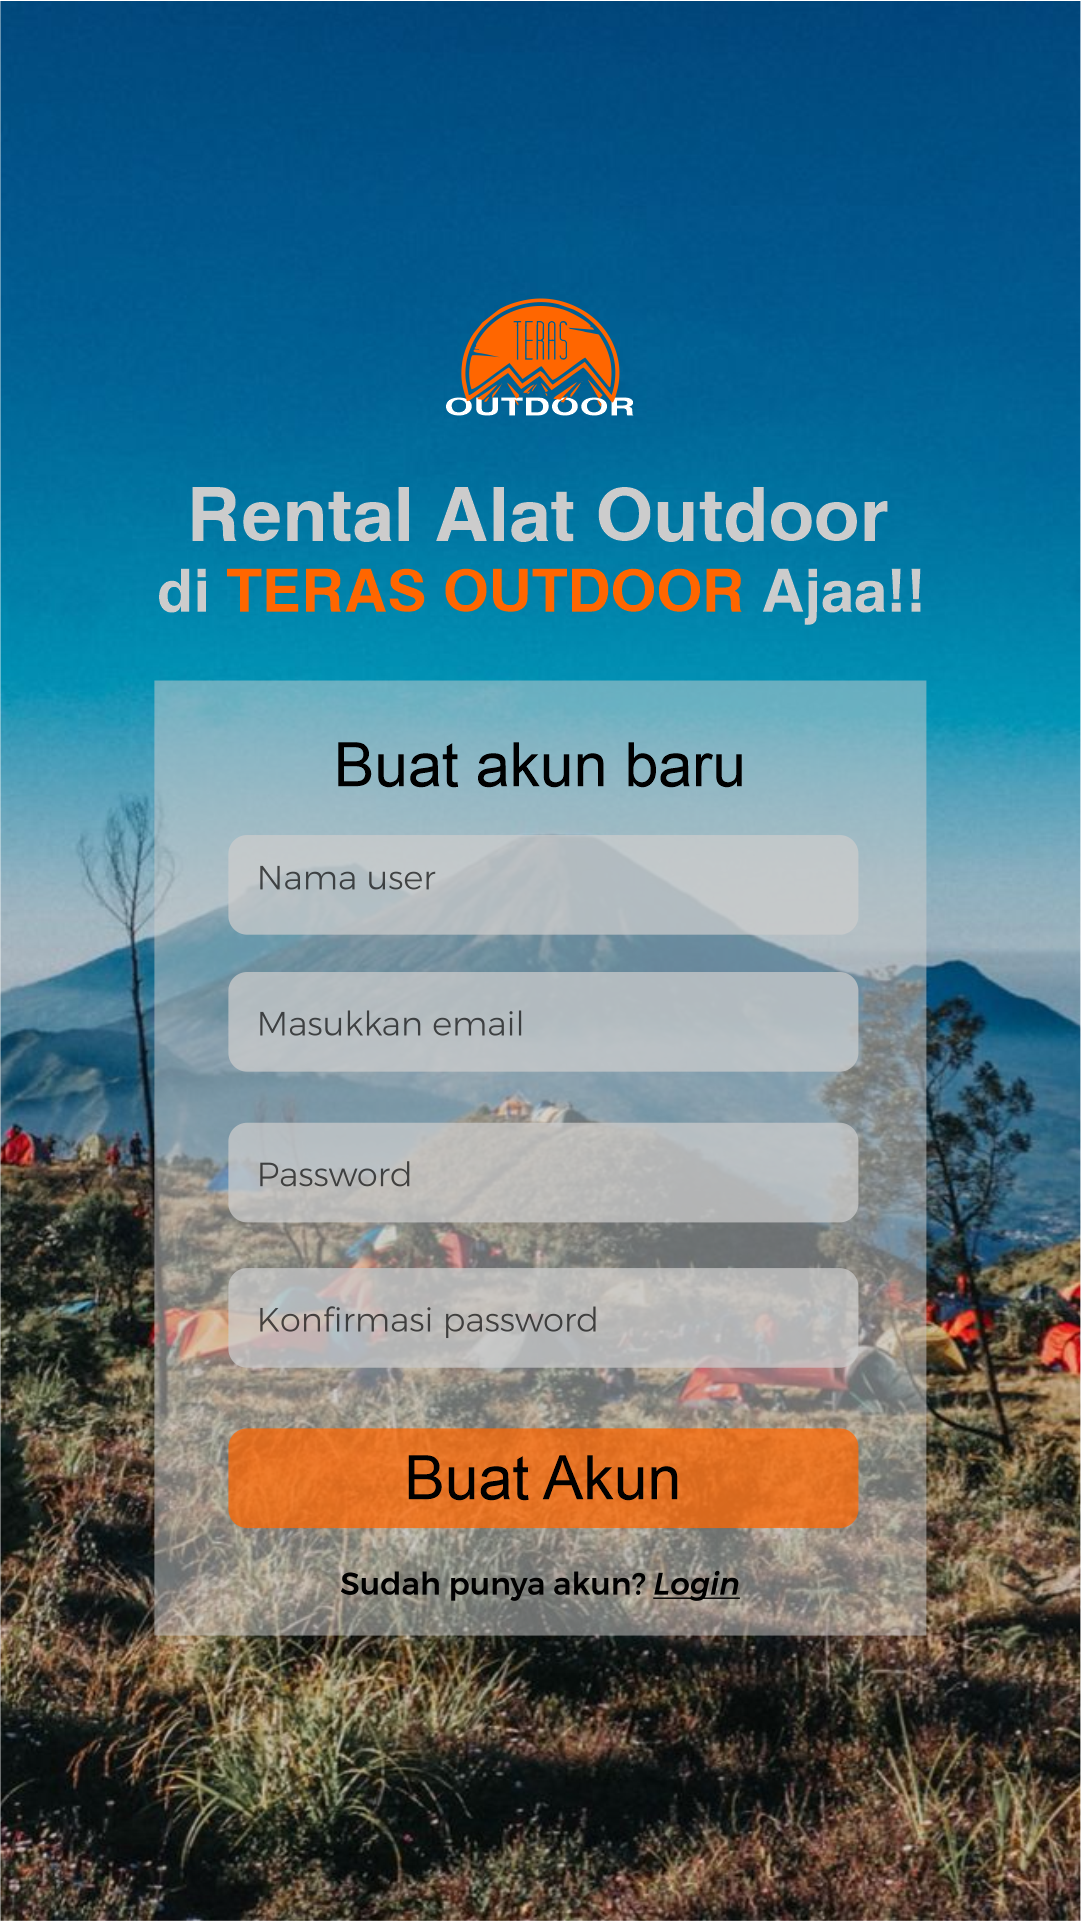 TERAS
OUTDOOR
Rental Alat Outdoor
di TERAS OUTDOOR Ajaa!!
Buat akun baru
Nama user
Masukkan email
Password
Konfirmasi password
Buat Akun
Sudah punya akun? Login